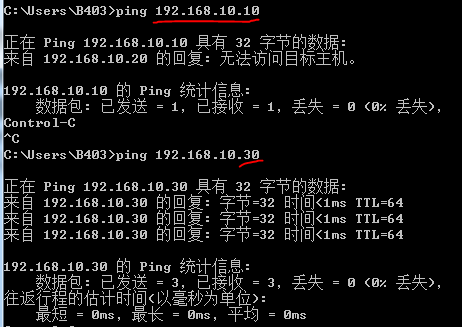 C:\Users\B403>ping 192.168.10.10
正在 Ping 192.168.10.10 具有 32 字节的数据:
来自 192.168.10.20 的回复: 无法访问目标主机。
192.168.10.10 的 Ping 统计信息:
数据包: 已发送 = 1，已接收 = 1，丢失 = 0 (0% 丢失)，
Control-C
^C
C:\Users\B403>ping 192.168.10.30
正在 Ping 192.168.10.30 具有 32 字节的数据:
来自 192.168.10.30 的回复: 字节=32 时间<1ms TTL=64
来自 192.168.10.30 的回复: 字节=32 时间<1ms TTL=64
来自 192.168.10.30 的回复: 字节=32 时间<1ms TTL=64
192.168.10.30 的 Ping 统计信息:
数据包: 已发送 = 3，已接收 = 3，丢失 = 0 (0% 丢失)，
往返行程的估计时间(以毫秒为单位):
最短 = 0ms，最长 = 0ms，平均 = 0ms